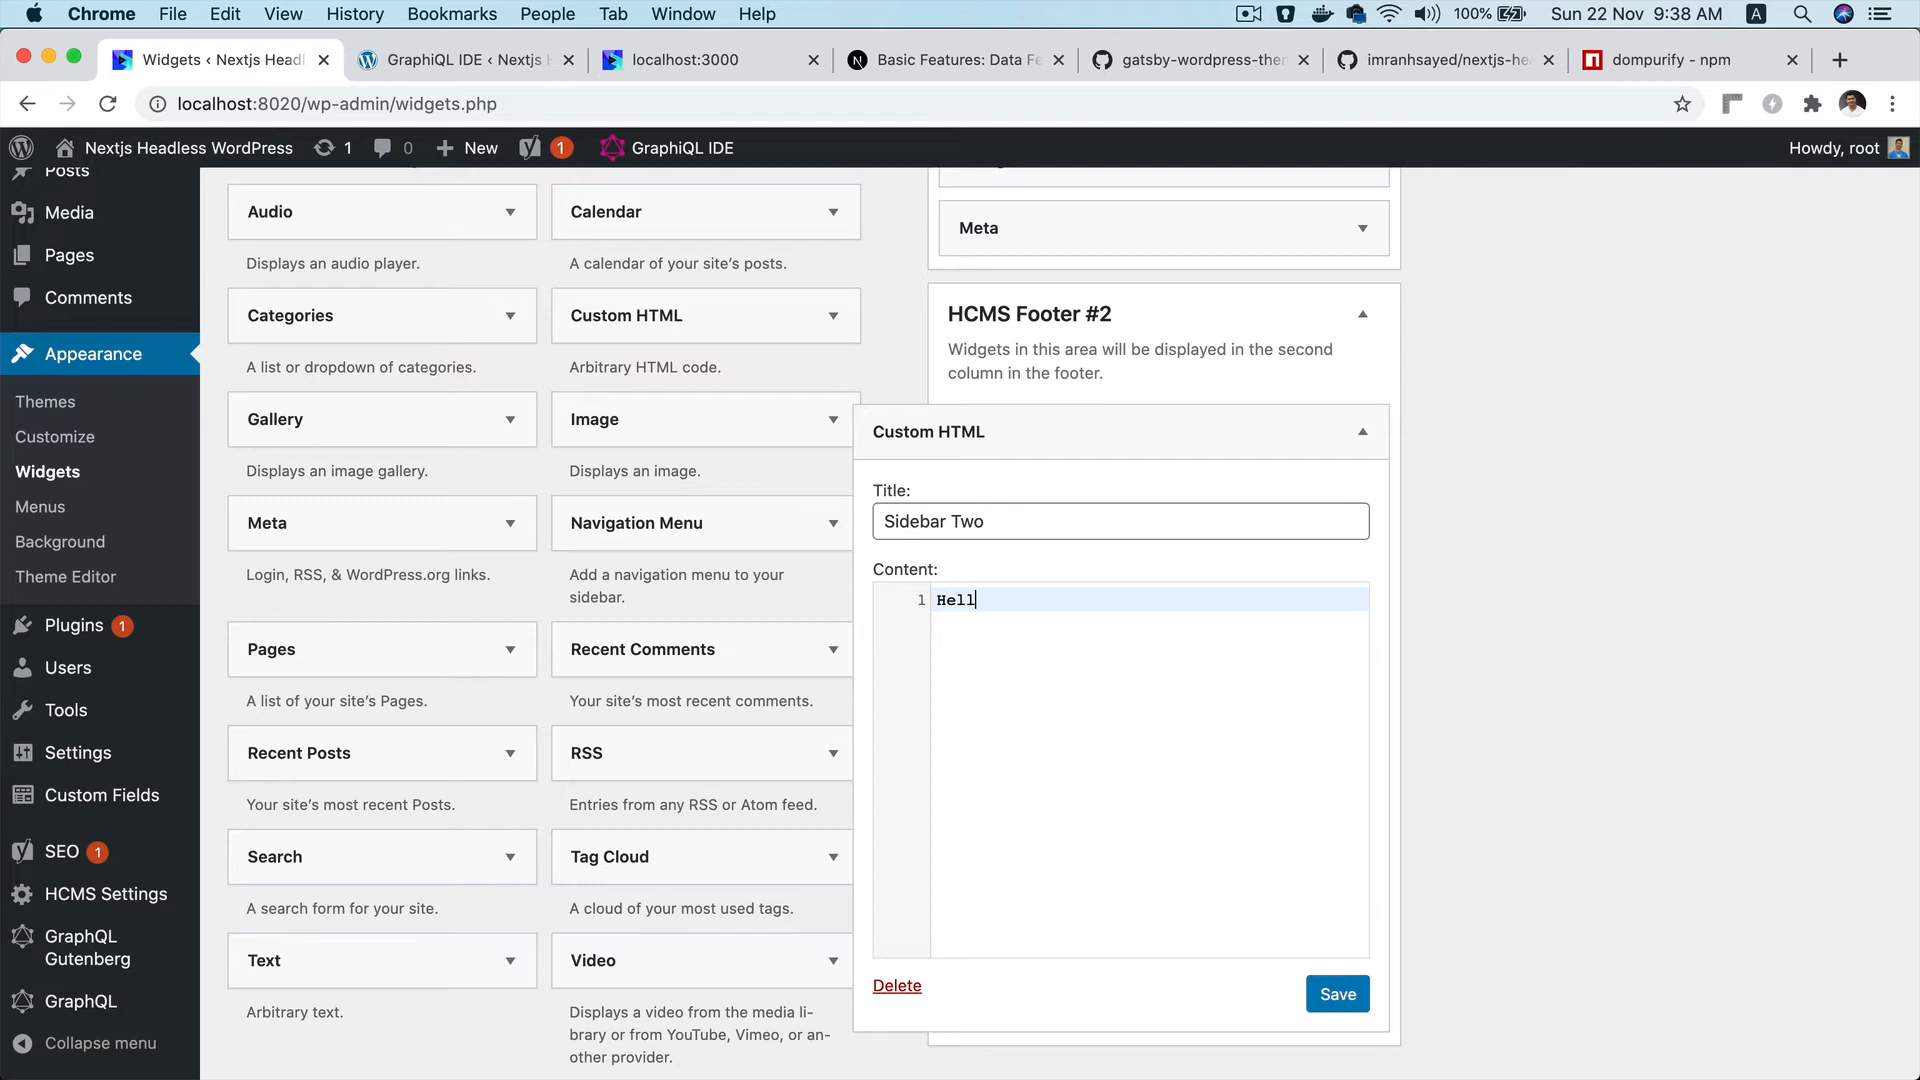 Chrome File Edit View History Bookmarks People Tab Window Help
100% Sun 22 Nov 9:38 AM A
Widgets ‹ Nextjs Headl
GraphiQL IDE ‹ Nextjs H
localhost:3000
Basic Features: Data Fe
gatsby-wordpress-ther
imranhsayed/nextjs-hea
dompurify - npm
localhost:8020/wp-admin/widgets.php
Nextjs Headless WordPress 1 0 New 1 GraphiQL IDE
Howdy, root
Posts
Media
Pages
Comments
Appearance
Themes
Customize
Widgets
Menus
Background
Theme Editor
Plugins 1
Users
Tools
Settings
Custom Fields
SEO 1
HCMS Settings
GraphQL
Gutenberg
GraphQL
Collapse menu
Audio
Displays an audio player.
Calendar
A calendar of your site’s posts.
Categories
A list or dropdown of categories.
Custom HTML
Arbitrary HTML code.
Gallery
Displays an image gallery.
Image
Displays an image.
Meta
Login, RSS, & WordPress.org links.
Navigation Menu
Add a navigation menu to your
sidebar.
Pages
A list of your site’s Pages.
Recent Comments
Your site’s most recent comments.
Recent Posts
Your site’s most recent Posts.
RSS
Entries from any RSS or Atom feed.
Search
A search form for your site.
Tag Cloud
A cloud of your most used tags.
Text
Arbitrary text.
Video
Displays a video from the media li-
brary or from YouTube, Vimeo, or an-
other provider.
Meta
HCMS Footer #2
Widgets in this area will be displayed in the second
column in the footer.
Custom HTML
Title:
Sidebar Two
Content:
1 Hell
Delete
Save